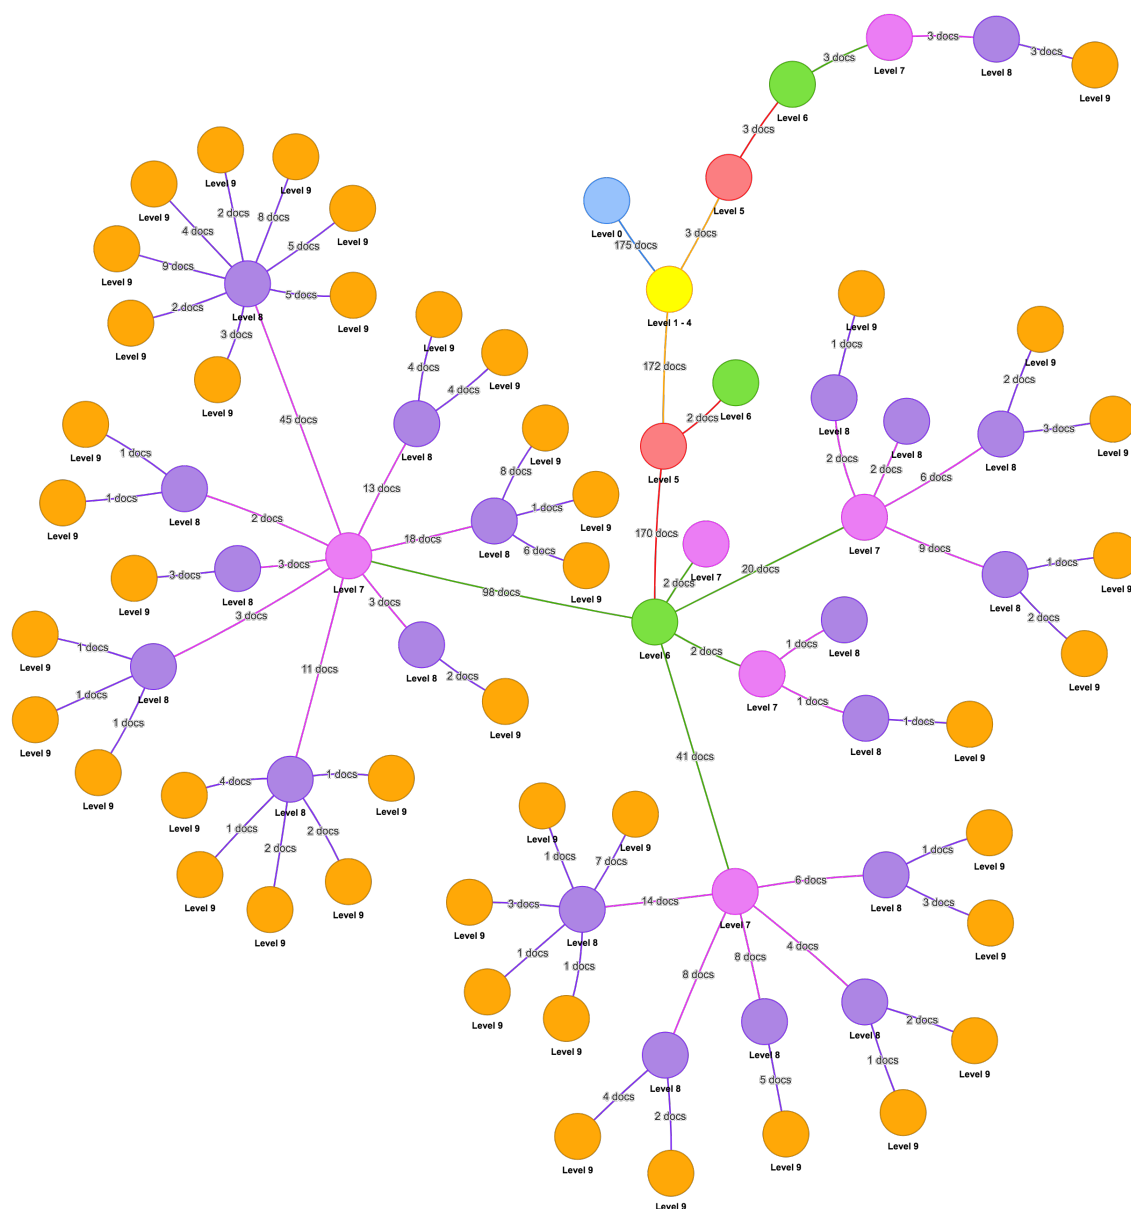 3 docs
Level 7
3 docs
Level 8
3 docs
Level 9
Level 6
3 docs
Level 5
3 docs
Level 0
175 docs
Level 1 - 4
172 docs
Level 6
2 docs
Level 5
170 docs
Level 9
Level 9
Level 9
Level 9
2 docs
8 docs
4 docs
5 docs
9 docs
Level 9
5 docs
Level 9
2 docs
Level 8
Level 9
3 docs
Level 9
45 docs
Level 9
4 docs
Level 9
4 docs
Level 8
13 docs
Level 9
1 docs
Level 9
1 docs
Level 8
2 docs
Level 9
8 docs
1 docs
Level 9
18 docs
Level 8
6 docs
Level 9
3 docs
3 docs
Level 8
Level 9
Level 7
98 docs
3 docs
3 docs
Level 9
1 docs
1 docs
Level 8
Level 9
1 docs
Level 9
Level 8
2 docs
Level 9
11 docs
Level 8
4 docs
1 docs
Level 9
1 docs
2 docs
2 docs
Level 9
Level 9
Level 9
Level 9
Level 7
2 docs
Level 6
20 docs
Level 9
1 docs
Level 8
2 docs
Level 8
2 docs
Level 9
2 docs
3 docs
Level 9
Level 8
6 docs
Level 7
9 docs
1 docs
Level 9
Level 8
2 docs
Level 9
2 docs
Level 7
1 docs
Level 8
1 docs
Level 8
1 docs
Level 9
41 docs
Level 7
Level 9
Level 9
1 docs
7 docs
3 docs
Level 9
14 docs
Level 8
1 docs
1 docs
Level 9
Level 9
6 docs
1 docs
Level 9
Level 8
3 docs
Level 9
4 docs
Level 8
2 docs
Level 9
1 docs
Level 9
8 docs
Level 8
5 docs
Level 9
8 docs
Level 8
4 docs
2 docs
Level 9
Level 9